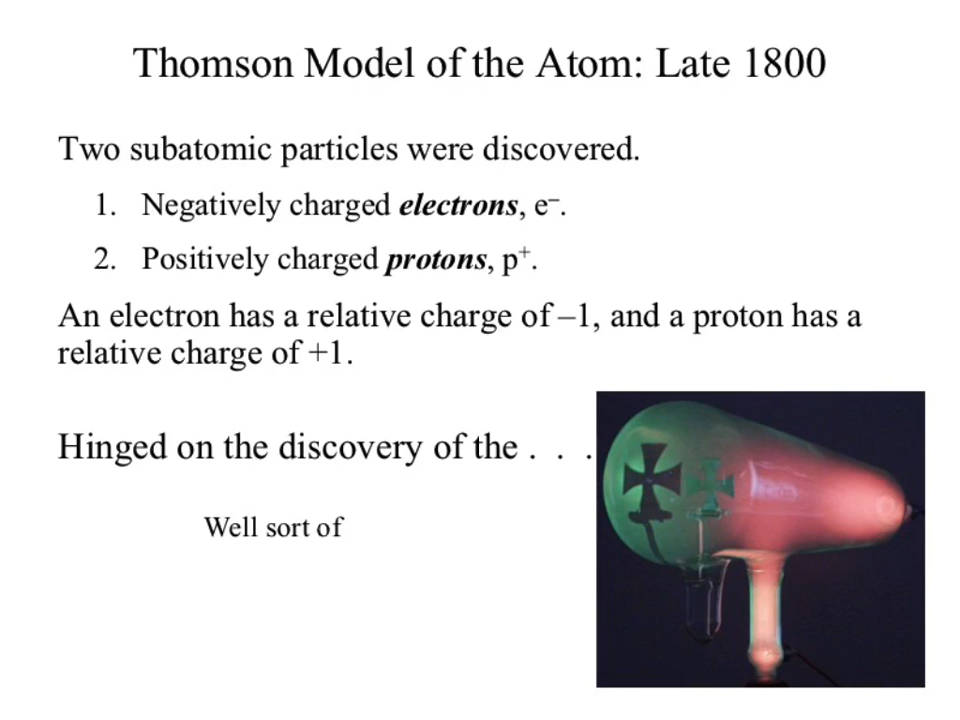 Thomson Model of the Atom: Late 1800
Two subatomic particles were discovered.
1. Negatively charged electrons, e⁻.
2. Positively charged protons, p⁺.
An electron has a relative charge of –1, and a proton has a
relative charge of +1.
Hinged on the discovery of the . . .
Well sort of